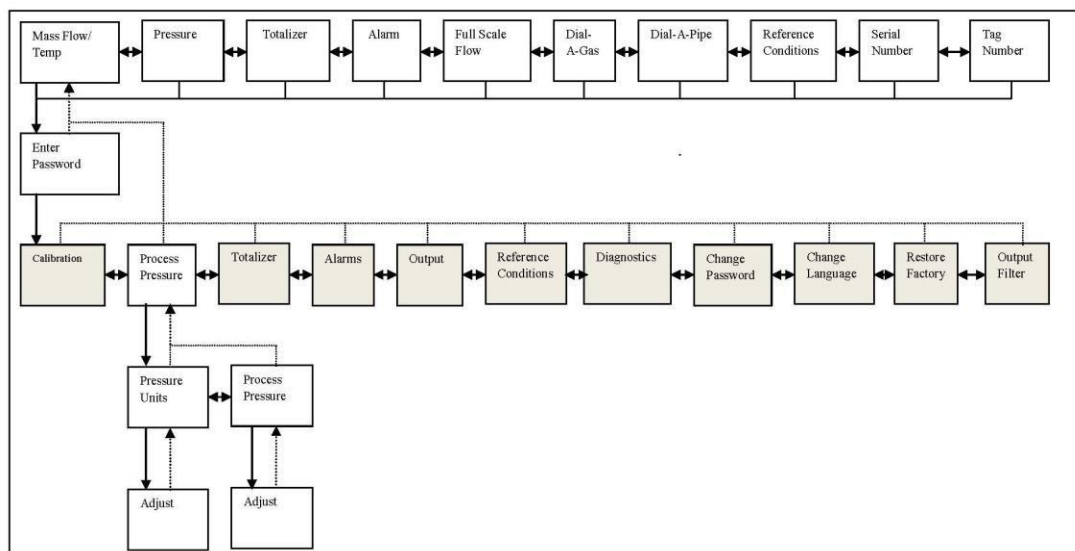 Mass Flow/
Temp
Pressure
Totalizer
Alarm
Full Scale
Flow
Dial-
A-Gas
Dial-A-Pipe
Reference
Conditions
Serial
Number
Tag
Number
Enter
Password
Calibration
Process
Pressure
Totalizer
Alarms
Output
Reference
Conditions
Diagnostics
Change
Password
Change
Language
Restore
Factory
Output
Filter
Pressure
Units
Process
Pressure
Adjust
Adjust